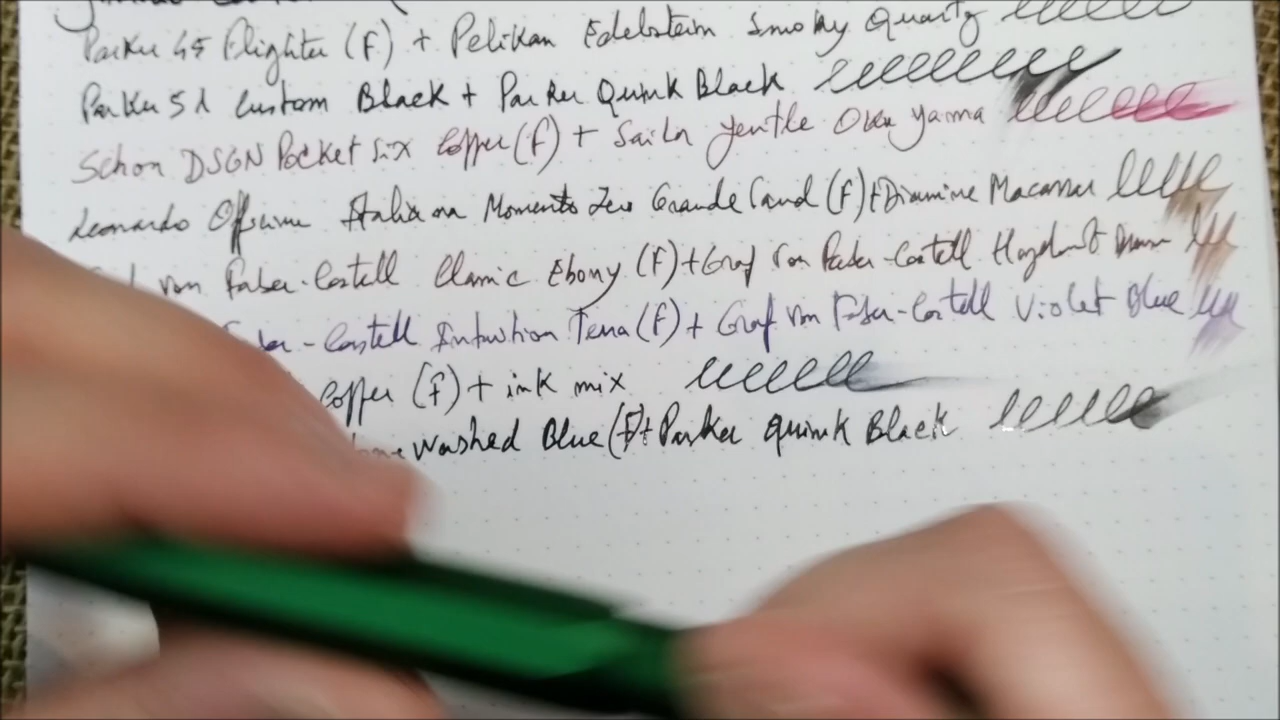 Parker 45 Flighter (F) + Pelikan Edelstein Smoky Quartz
Parker 51 Custom Black + Parker Quink Black
Schon DSGN Pocket Six Copper (f) + Sailor Jentle Oku Yama
Leonardo Officina Italiana Momento Zero Grande Cand (F) + Diamine Macassar
von Faber-Castell Classic Ebony (F) + Graf von Faber-Castell Hazelnut Brown
-Castell Intuition Terra (F) + Graf von Faber-Castell Violet Blue
Copper (f) + ink mix
Washed Blue (F) + Parker Quink Black